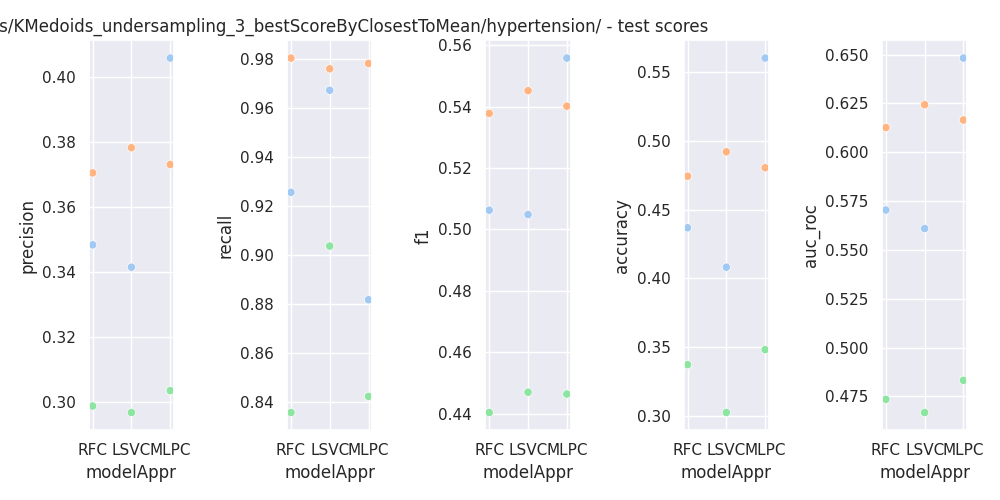 s/KMedoids_undersampling_3_bestScoreByClosestToMean/hypertension/ - test scores
precision
0.40
0.38
0.36
0.34
0.32
0.30
RFC LSVCMLPC
modelAppr
recall
0.98
0.96
0.94
0.92
0.90
0.88
0.86
0.84
RFC LSVCMLPC
modelAppr
f1
0.56
0.54
0.52
0.50
0.48
0.46
0.44
RFC LSVCMLPC
modelAppr
accuracy
0.55
0.50
0.45
0.40
0.35
0.30
RFC LSVCMLPC
modelAppr
auc_roc
0.650
0.625
0.600
0.575
0.550
0.525
0.500
0.475
RFC LSVCMLPC
modelAppr